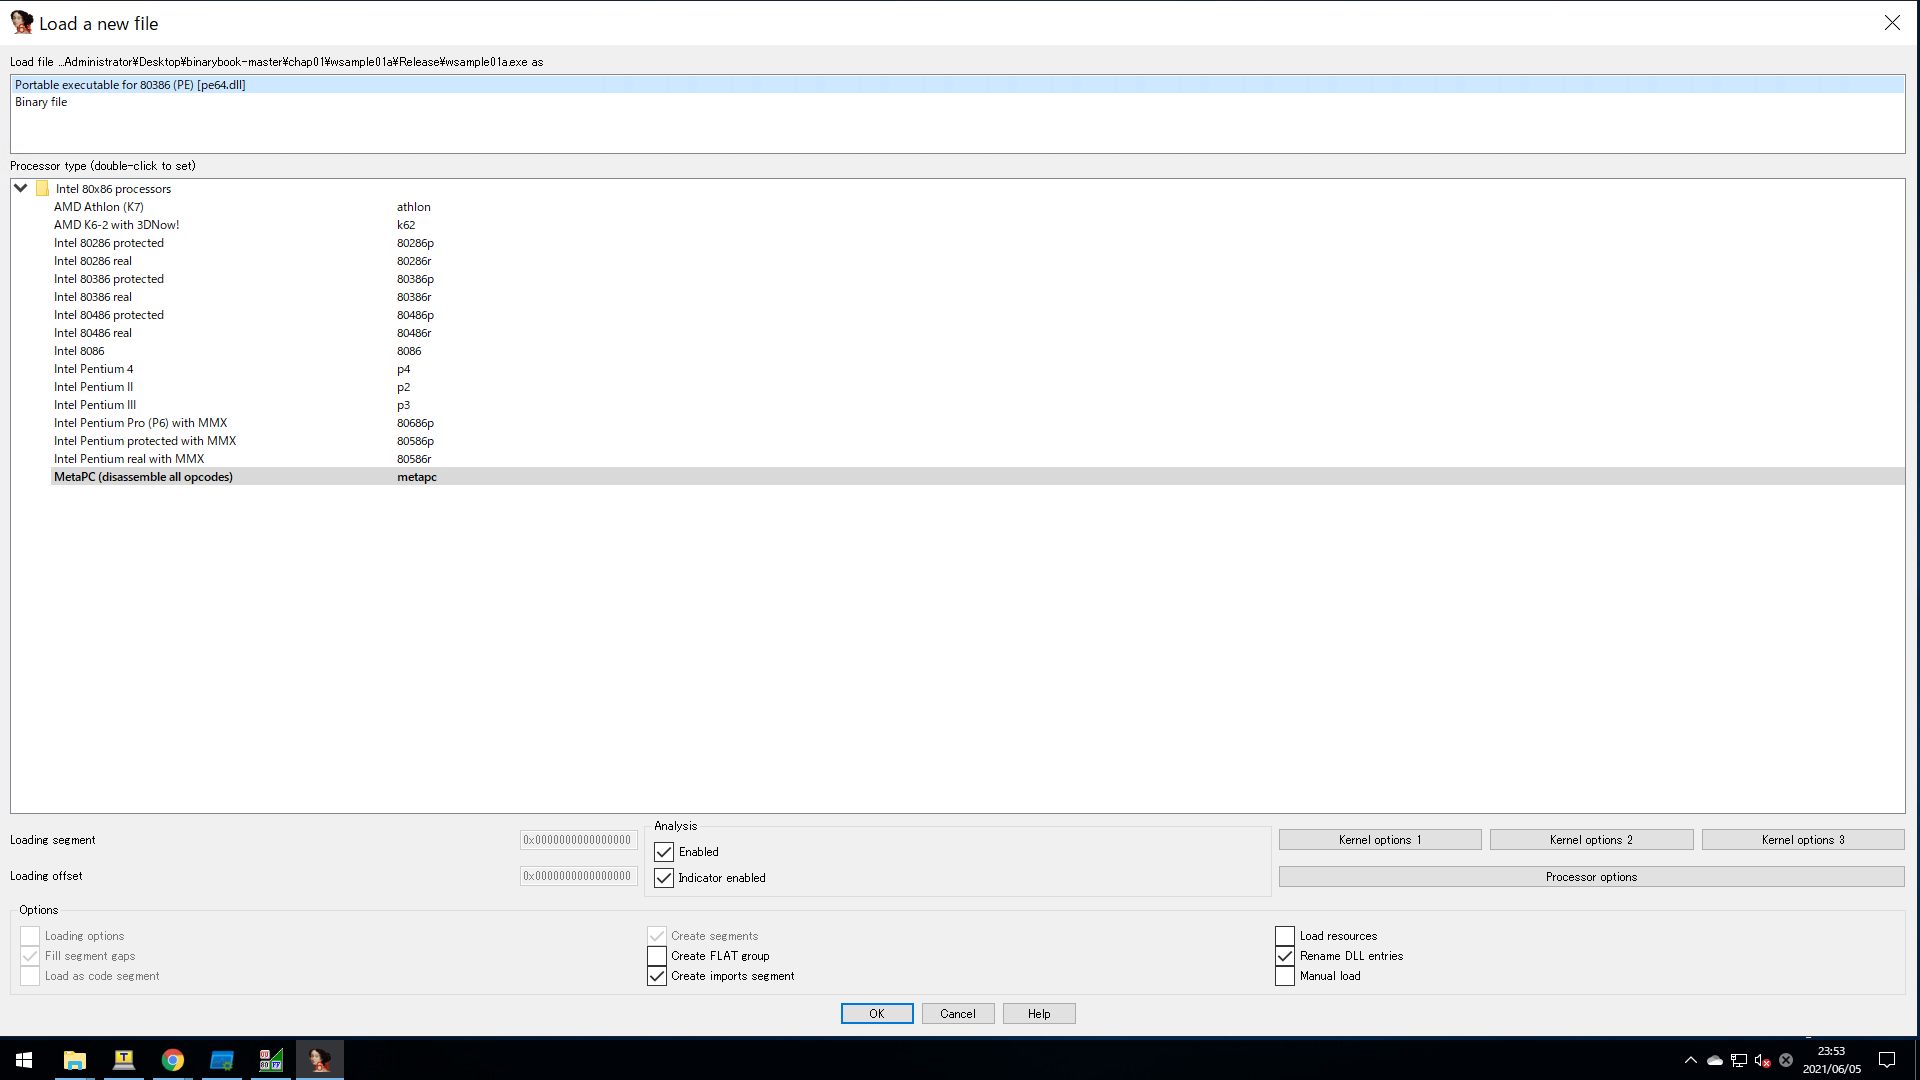 Load a new file
Load file ...Administrator¥Desktop¥binarybook-master¥chap01¥wsample01a¥Release¥wsample01a.exe as
Portable executable for 80386 (PE) [pe64.dll]
Binary file
Processor type (double-click to set)
Intel 80x86 processors
AMD Athlon (K7) athlon
AMD K6-2 with 3DNow! k62
Intel 80286 protected 80286p
Intel 80286 real 80286r
Intel 80386 protected 80386p
Intel 80386 real 80386r
Intel 80486 protected 80486p
Intel 80486 real 80486r
Intel 8086 8086
Intel Pentium 4 p4
Intel Pentium II p2
Intel Pentium III p3
Intel Pentium Pro (P6) with MMX 80686p
Intel Pentium protected with MMX 80586p
Intel Pentium real with MMX 80586r
MetaPC (disassemble all opcodes) metapc
Loading segment 0x0000000000000000
Loading offset 0x0000000000000000
Analysis
Enabled
Indicator enabled
Kernel options 1 Kernel options 2 Kernel options 3
Processor options
Options
Loading options Create segments Load resources
Fill segment gaps Create FLAT group Rename DLL entries
Load as code segment Create imports segment Manual load
OK Cancel Help
23:53
2021/06/05